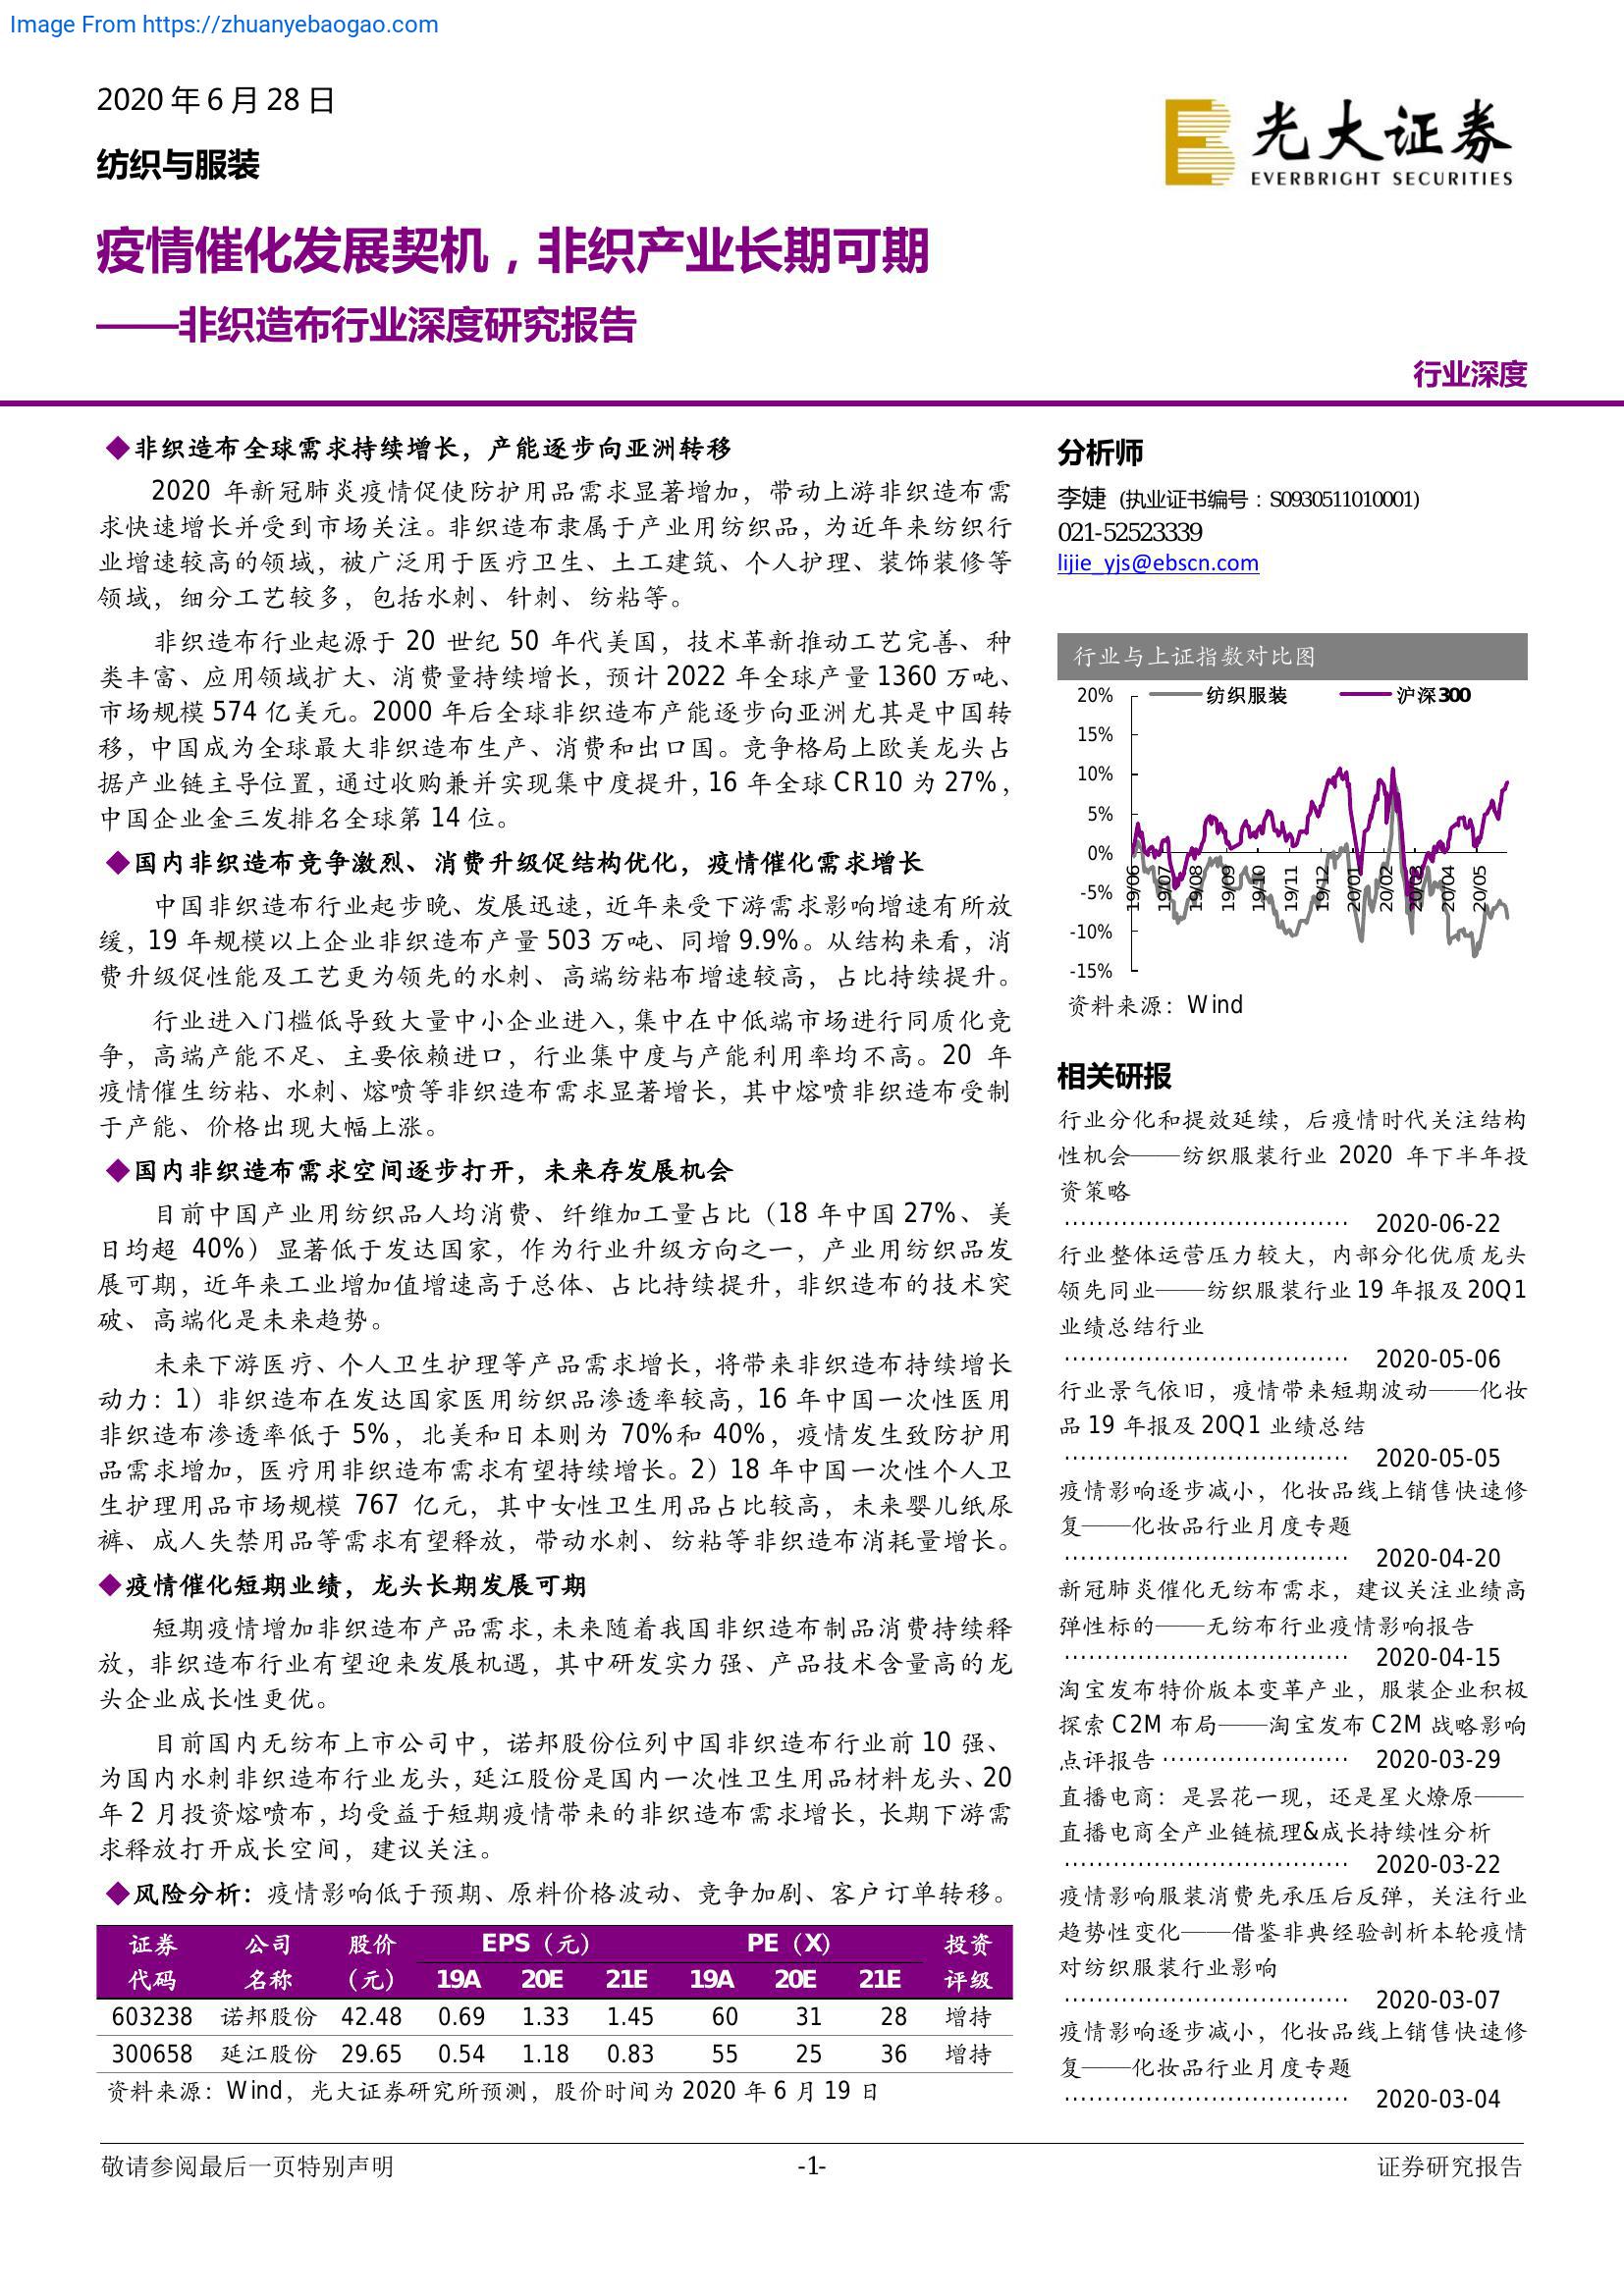 Image From https://zhuanyebaogao.com
2020 年 6 月 28 日
纺织与服装
光大证券
EVERBRIGHT SECURITIES
疫情催化发展契机，非织产业长期可期
——非织造布行业深度研究报告
行业深度
◆非织造布全球需求持续增长，产能逐步向亚洲转移
2020 年新冠肺炎疫情促使防护用品需求显著增加，带动上游非织造布需
求快速增长并受到市场关注。非织造布隶属于产业用纺织品，为近年来纺织行
业增速较高的领域，被广泛用于医疗卫生、土工建筑、个人护理、装饰装修等
领域，细分工艺较多，包括水刺、针刺、纺粘等。
非织造布行业起源于 20 世纪 50 年代美国，技术革新推动工艺完善、种
类丰富、应用领域扩大、消费量持续增长，预计 2022 年全球产量 1360 万吨、
市场规模 574 亿美元。2000 年后全球非织造布产能逐步向亚洲尤其是中国转
移，中国成为全球最大非织造布生产、消费和出口国。竞争格局上欧美龙头占
据产业链主导位置，通过收购兼并实现集中度提升，16 年全球 CR10 为 27%，
中国企业金三发排名全球第 14 位。
◆国内非织造布竞争激烈、消费升级促结构优化，疫情催化需求增长
中国非织造布行业起步晚、发展迅速，近年来受下游需求影响增速有所放
缓，19 年规模以上企业非织造布产量 503 万吨、同增 9.9%。从结构来看，消
费升级促性能及工艺更为领先的水刺、高端纺粘布增速较高，占比持续提升。
行业进入门槛低导致大量中小企业进入，集中在中低端市场进行同质化竞
争，高端产能不足、主要依赖进口，行业集中度与产能利用率均不高。20 年
疫情催生纺粘、水刺、熔喷等非织造布需求显著增长，其中熔喷非织造布受制
于产能、价格出现大幅上涨。
◆国内非织造布需求空间逐步打开，未来存发展机会
目前中国产业用纺织品人均消费、纤维加工量占比（18 年中国 27%、美
日均超 40%）显著低于发达国家，作为行业升级方向之一，产业用纺织品发
展可期，近年来工业增加值增速高于总体、占比持续提升，非织造布的技术突
破、高端化是未来趋势。
未来下游医疗、个人卫生护理等产品需求增长，将带来非织造布持续增长
动力：1）非织造布在发达国家医用纺织品渗透率较高，16 年中国一次性医用
非织造布渗透率低于 5%，北美和日本则为 70%和 40%，疫情发生致防护用
品需求增加，医疗用非织造布需求有望持续增长。2）18 年中国一次性个人卫
生护理用品市场规模 767 亿元，其中女性卫生用品占比较高，未来婴儿纸尿
裤、成人失禁用品等需求有望释放，带动水刺、纺粘等非织造布消耗量增长。
◆疫情催化短期业绩，龙头长期发展可期
短期疫情增加非织造布产品需求，未来随着我国非织造布制品消费持续释
放，非织造布行业有望迎来发展机遇，其中研发实力强、产品技术含量高的龙
头企业成长性更优。
目前国内无纺布上市公司中，诺邦股份位列中国非织造布行业前 10 强、
为国内水刺非织造布行业龙头，延江股份是国内一次性卫生用品材料龙头、20
年 2 月投资熔喷布，均受益于短期疫情带来的非织造布需求增长，长期下游需
求释放打开成长空间，建议关注。
◆风险分析：疫情影响低于预期、原料价格波动、竞争加剧、客户订单转移。
证券 公司 股价 EPS（元） PE（X） 投资
代码 名称 （元） 19A 20E 21E 19A 20E 21E 评级
603238 诺邦股份 42.48 0.69 1.33 1.45 60 31 28 增持
300658 延江股份 29.65 0.54 1.18 0.83 55 25 36 增持
资料来源：Wind，光大证券研究所预测，股价时间为 2020 年 6 月 19 日
分析师
李婕 (执业证书编号：S0930511010001)
021-52523339
lijie_yjs@ebscn.com
行业与上证指数对比图
纺织服装 沪深300
20%
15%
10%
5%
0%
-5%
-10%
-15%
19/06 19/07 19/08 19/09 19/10 19/11 19/12 20/01 20/02 20/03 20/04 20/05
资料来源：Wind
相关研报
行业分化和提效延续，后疫情时代关注结构
性机会——纺织服装行业 2020 年下半年投
资策略
·································· 2020-06-22
行业整体运营压力较大，内部分化优质龙头
领先同业——纺织服装行业 19 年报及 20Q1
业绩总结行业
·································· 2020-05-06
行业景气依旧，疫情带来短期波动——化妆
品 19 年报及 20Q1 业绩总结
·································· 2020-05-05
疫情影响逐步减小，化妆品线上销售快速修
复——化妆品行业月度专题
·································· 2020-04-20
新冠肺炎催化无纺布需求，建议关注业绩高
弹性标的——无纺布行业疫情影响报告
·································· 2020-04-15
淘宝发布特价版本变革产业，服装企业积极
探索 C2M 布局——淘宝发布 C2M 战略影响
点评报告 ······················ 2020-03-29
直播电商：是昙花一现，还是星火燎原——
直播电商全产业链梳理&成长持续性分析
·································· 2020-03-22
疫情影响服装消费先承压后反弹，关注行业
趋势性变化——借鉴非典经验剖析本轮疫情
对纺织服装行业影响
·································· 2020-03-07
疫情影响逐步减小，化妆品线上销售快速修
复——化妆品行业月度专题
·································· 2020-03-04
敬请参阅最后一页特别声明 -1- 证券研究报告